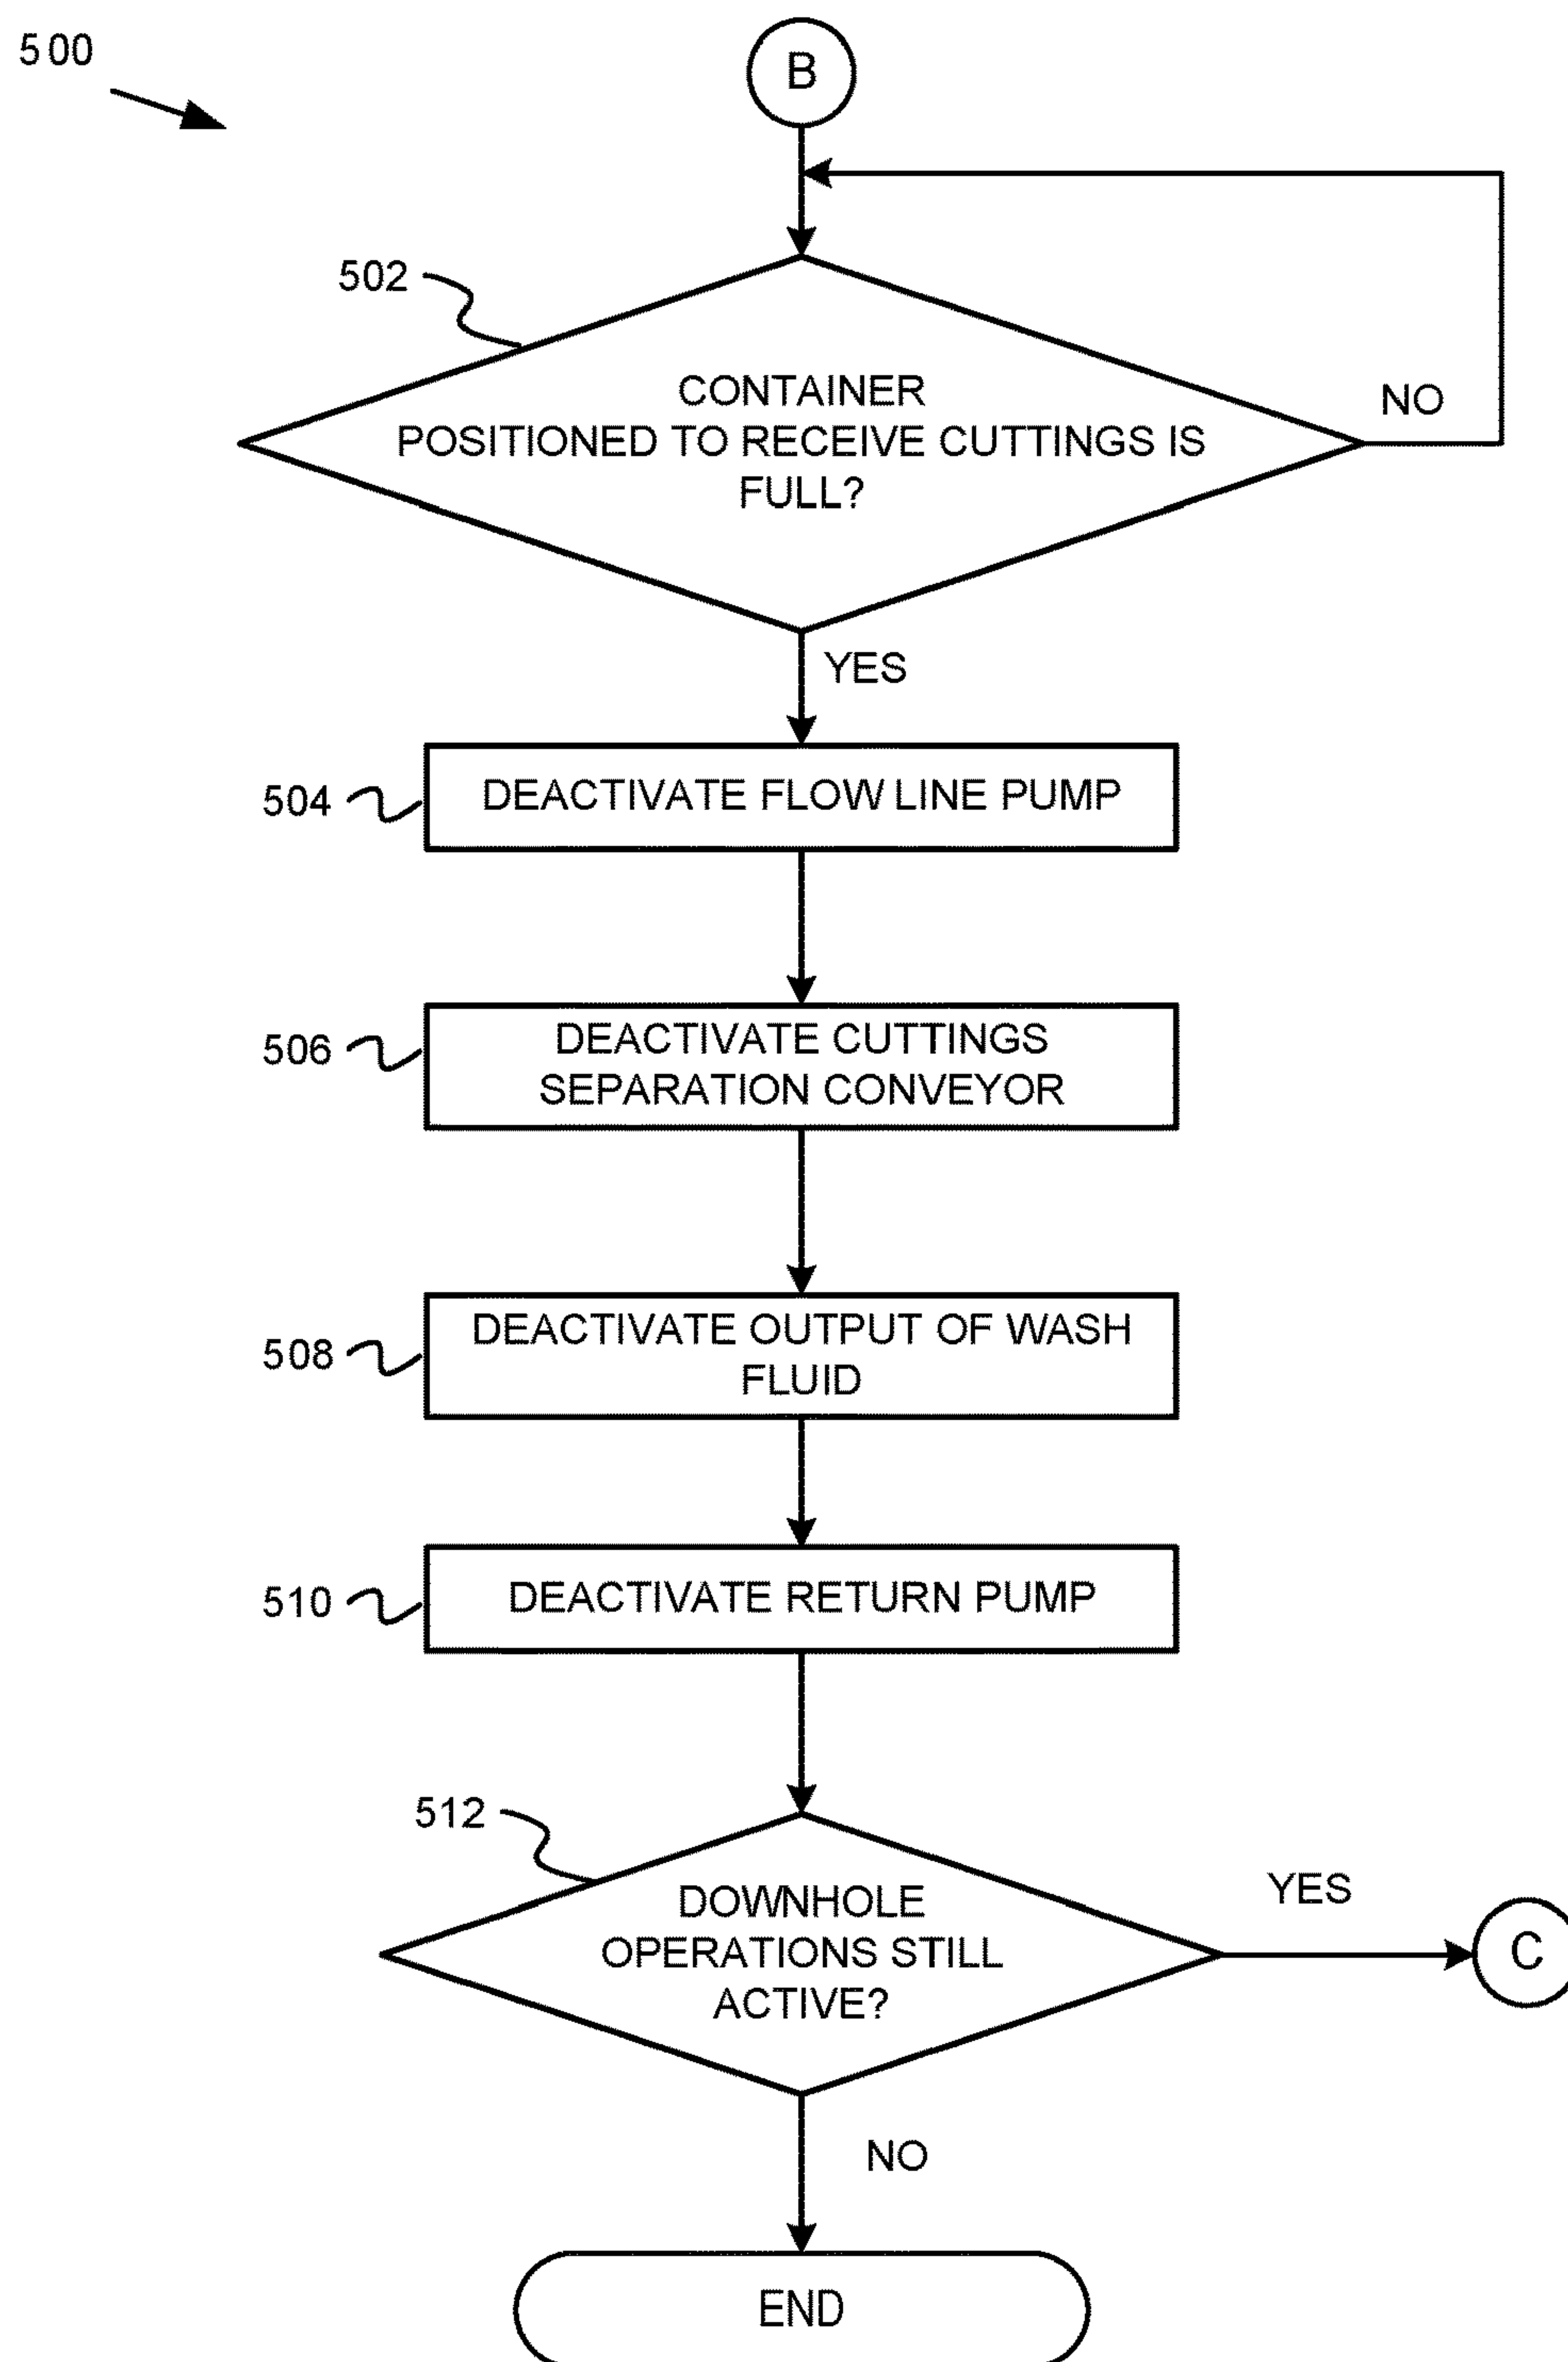 500
B
502
CONTAINER
POSITIONED TO RECEIVE CUTTINGS IS
FULL?
NO
YES
504
DEACTIVATE FLOW LINE PUMP
506
DEACTIVATE CUTTINGS
SEPARATION CONVEYOR
508
DEACTIVATE OUTPUT OF WASH
FLUID
510
DEACTIVATE RETURN PUMP
512
DOWNHOLE
OPERATIONS STILL
ACTIVE?
YES
C
NO
END